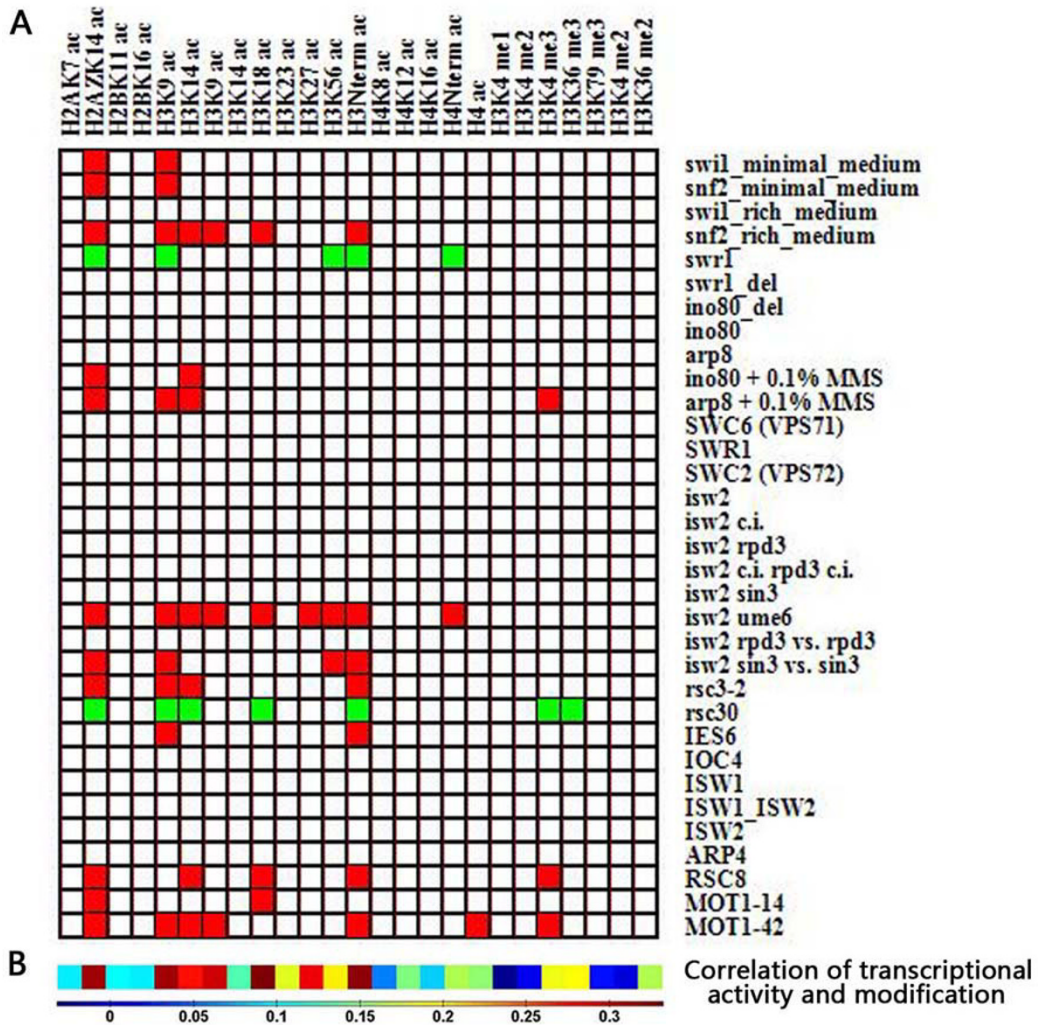 A
H2AK7 ac
H2AZK14 ac
H2BK11 ac
H2BK16 ac
H3K9 ac
H3K14 ac
H3K9 ac
H3K14 ac
H3K18 ac
H3K23 ac
H3K27 ac
H3K56 ac
H3Nterm ac
H4K8 ac
H4K12 ac
H4K16 ac
H4Nterm ac
H4 ac
H3K4 me1
H3K4 me2
H3K4 me3
H3K36 me3
H3K79 me3
H3K4 me2
H3K36 me2
swi1_minimal_medium
snf2_minimal_medium
swi1_rich_medium
snf2_rich_medium
swr1
swr1_del
ino80_del
ino80
arp8
ino80 + 0.1% MMS
arp8 + 0.1% MMS
SWC6 (VPS71)
SWR1
SWC2 (VPS72)
isw2
isw2 c.i.
isw2 rpd3
isw2 c.i. rpd3 c.i.
isw2 sin3
isw2 ume6
isw2 rpd3 vs. rpd3
isw2 sin3 vs. sin3
rsc3-2
rsc30
IES6
IOC4
ISW1
ISW1_ISW2
ISW2
ARP4
RSC8
MOT1-14
MOT1-42
B
Correlation of transcriptional
activity and modification
0 0.05 0.1 0.15 0.2 0.25 0.3